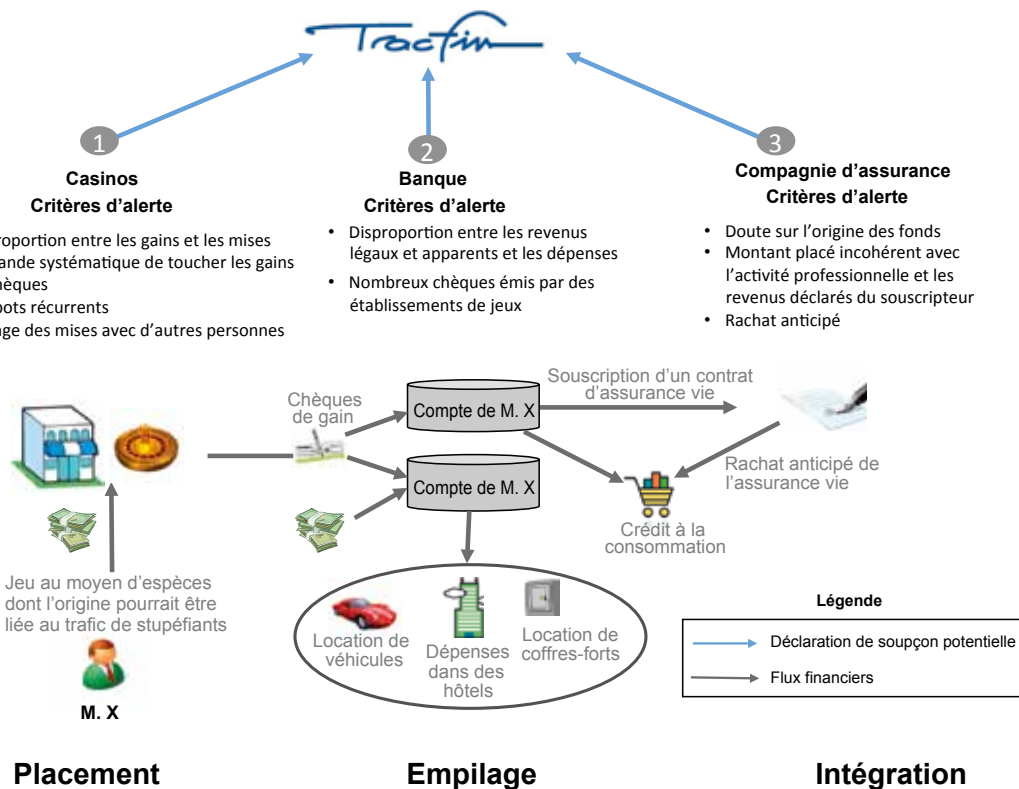 Tracfin
1
2
3
Casinos
Critères d'alerte
roportion entre les gains et les mises
ande systématique de toucher les gains
hèques
ots récurrents
age des mises avec d'autres personnes
Banque
Critères d'alerte
• Disproportion entre les revenus
légaux et apparents et les dépenses
• Nombreux chèques émis par des
établissements de jeux
Compagnie d'assurance
Critères d'alerte
• Doute sur l'origine des fonds
• Montant placé incohérent avec
l'activité professionnelle et les
revenus déclarés du souscripteur
• Rachat anticipé
Chèques
de gain
Compte de M. X
Compte de M. X
Souscription d'un contrat
d'assurance vie
Rachat anticipé de
l'assurance vie
Crédit à la
consommation
Jeu au moyen d'espèces
dont l'origine pourrait être
liée au trafic de stupéfiants
M. X
Location de
véhicules
Dépenses
dans des
hôtels
Location de
coffres-forts
Légende
Déclaration de soupçon potentielle
Flux financiers
Placement
Empilage
Intégration